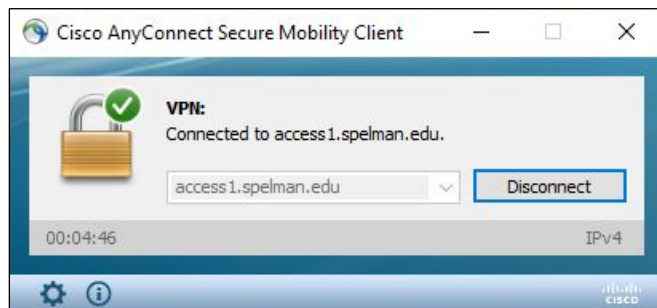 Cisco AnyConnect Secure Mobility Client
VPN:
Connected to access1.spelman.edu.
access1.spelman.edu
Disconnect
00:04:46
IPv4
CISCO